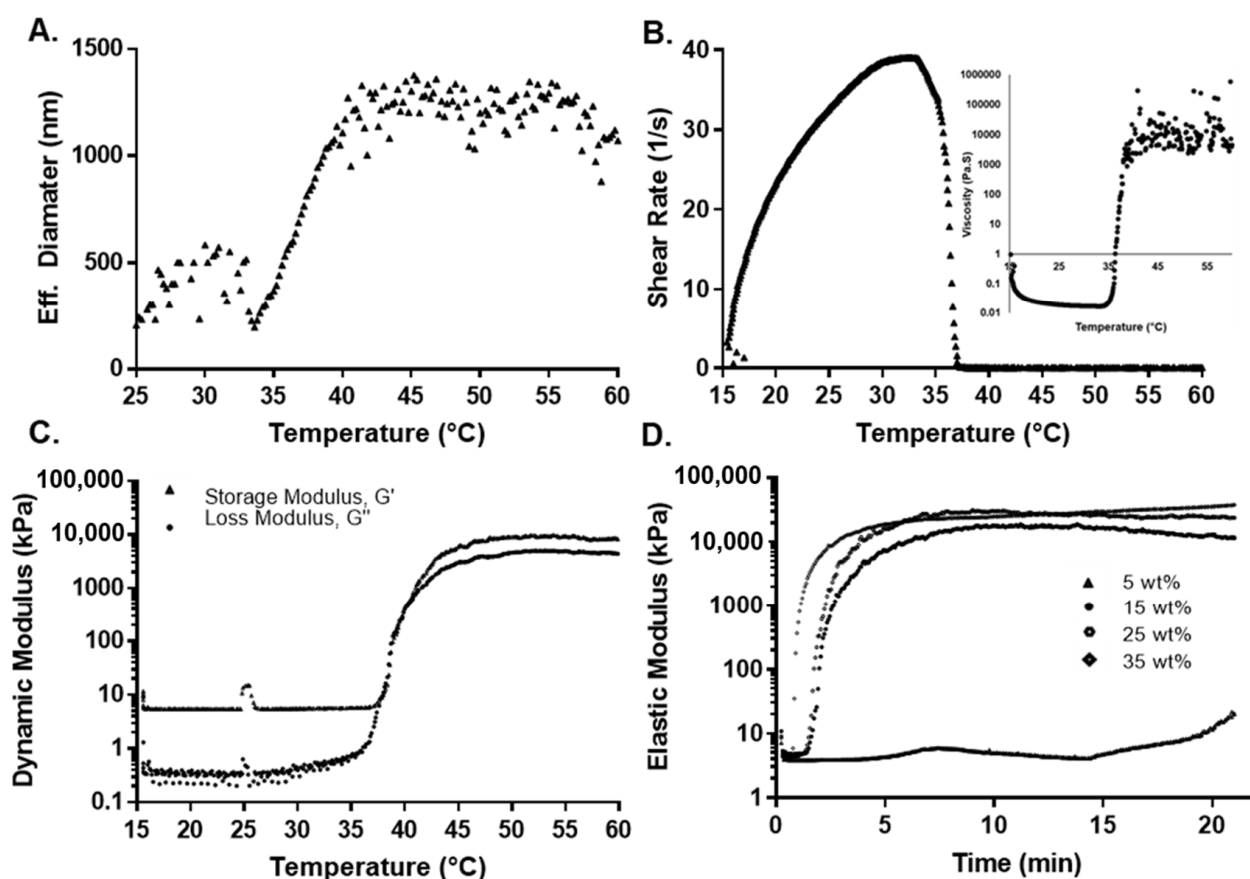 A.
1500
1000
500
0
Eff. Diamater (nm)
25 30 35 40 45 50 55 60
Temperature (°C)
B.
40
30
20
10
0
Shear Rate (1/s)
15 20 25 30 35 40 45 50 55 60
Temperature (°C)
1000000
100000
10000
1000
100
10
1
0.1
0.01
Viscosity (Pa.S)
15 25 35 45 55
Temperature (°C)
C.
100,000
10,000
1000
100
10
1
0.1
Dynamic Modulus (kPa)
Storage Modulus, G'
Loss Modulus, G"
15 20 25 30 35 40 45 50 55 60
Temperature (°C)
D.
100,000
10,000
1000
100
10
1
Elastic Modulus (kPa)
5 wt%
15 wt%
25 wt%
35 wt%
0 5 10 15 20
Time (min)